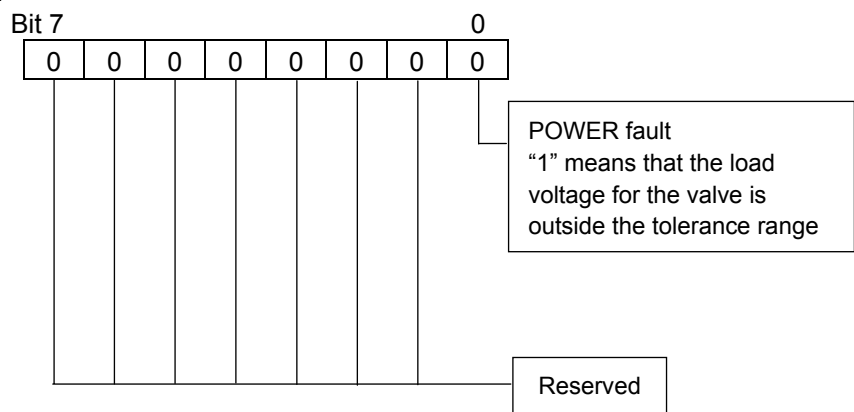 Bit 7 0
0 0 0 0 0 0 0 0
POWER fault
“1” means that the load
voltage for the valve is
outside the tolerance range
Reserved